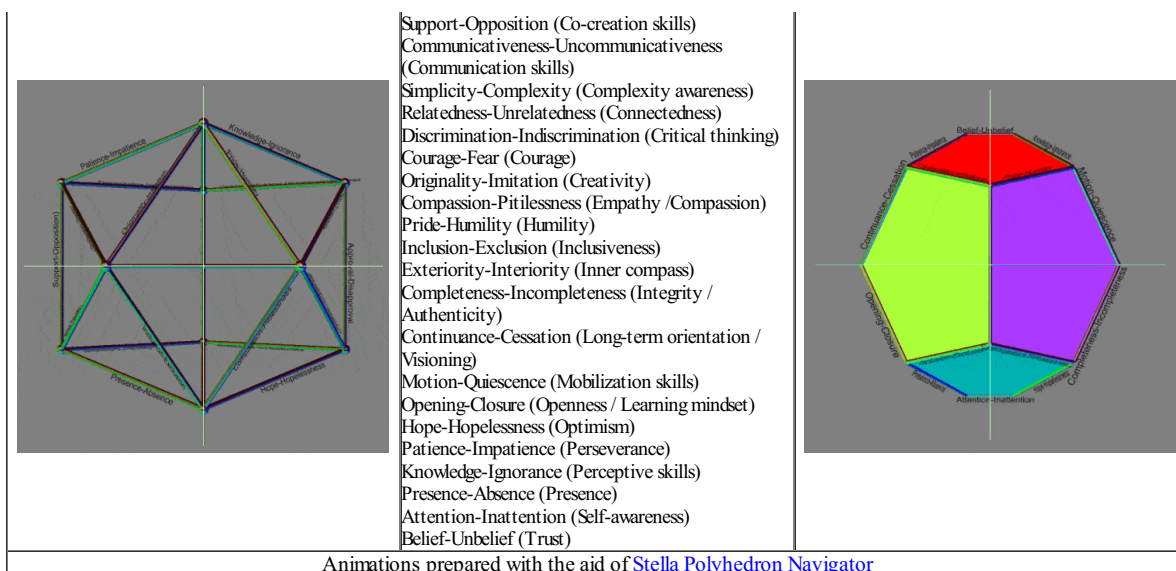 Patience-Impatience
Knowledge-Ignorance
Support-Opposition)
Approval-Disapproval
Presence-Absence
Hope-Hopelessness
Support-Opposition (Co-creation skills)
Communicativeness-Uncommunicativeness
(Communication skills)
Simplicity-Complexity (Complexity awareness)
Relatedness-Unrelatedness (Connectedness)
Discrimination-Indiscrimination (Critical thinking)
Courage-Fear (Courage)
Originality-Imitation (Creativity)
Compassion-Pitilessness (Empathy /Compassion)
Pride-Humility (Humility)
Inclusion-Exclusion (Inclusiveness)
Exteriority-Interiority (Inner compass)
Completeness-Incompleteness (Integrity /
Authenticity)
Continuance-Cessation (Long-term orientation /
Visioning)
Motion-Quiescence (Mobilization skills)
Opening-Closure (Openness / Learning mindset)
Hope-Hopelessness (Optimism)
Patience-Impatience (Perseverance)
Knowledge-Ignorance (Perceptive skills)
Presence-Absence (Presence)
Attention-Inattention (Self-awareness)
Belief-Unbelief (Trust)
Belief-Unbelief
Continuance-Cessation
Motion-Quiescence
Opening-Closure
Completeness-Incompleteness
Attention-Inattention
Animations prepared with the aid of Stella Polyhedron Navigator